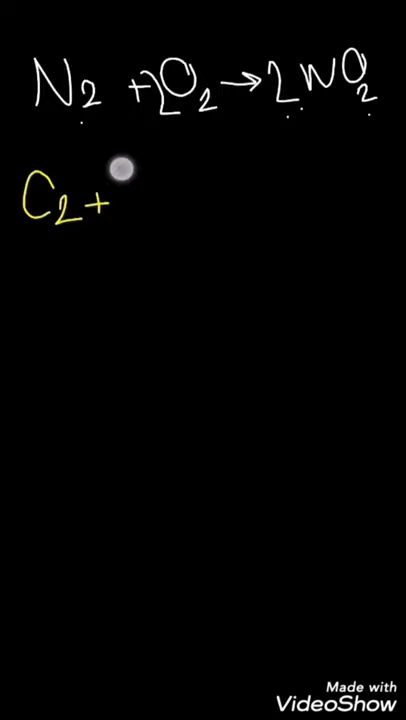 N₂ + 2O₂ → 2NO₂
C₂ +
Made with
VideoShow